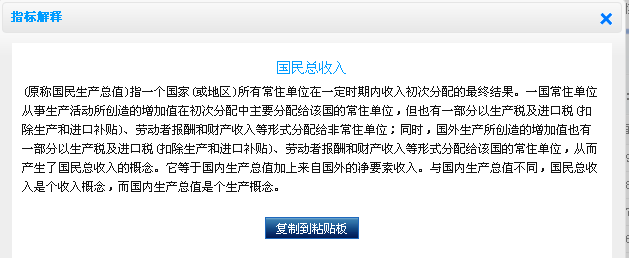 指标解释
国民总收入
(原称国民生产总值)指一个国家(或地区)所有常住单位在一定时期内收入初次分配的最终结果。一国常住单位
从事生产活动所创造的增加值在初次分配中主要分配给该国的常住单位，但也有一部分以生产税及进口税(扣
除生产和进口补贴)、劳动者报酬和财产收入等形式分配给非常住单位；同时，国外生产所创造的增加值也有
一部分以生产税及进口税(扣除生产和进口补贴)、劳动者报酬和财产收入等形式分配给该国的常住单位，从而
产生了国民总收入的概念。它等于国内生产总值加上来自国外的净要素收入。与国内生产总值不同，国民总收
入是个收入概念，而国内生产总值是个生产概念。
复制到粘贴板